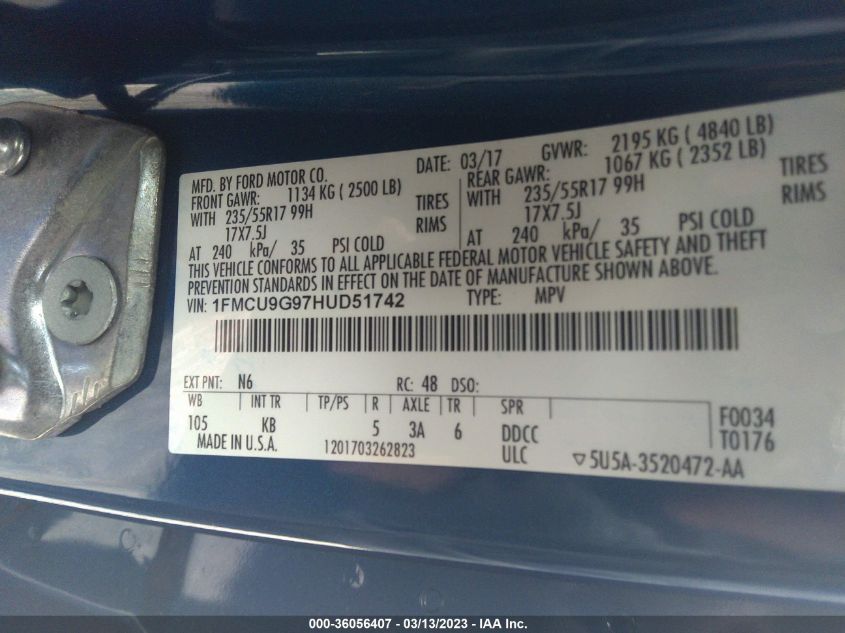 MFD. BY FORD MOTOR CO.
DATE: 03/17 GVWR: 2195 KG ( 4840 LB)
FRONT GAWR: 1134 KG ( 2500 LB)
REAR GAWR: 1067 KG ( 2352 LB)
WITH 235/55R17 99H TIRES
WITH 235/55R17 99H TIRES
17X7.5J RIMS
17X7.5J RIMS
AT 240 kPa/ 35 PSI COLD
AT 240 kPa/ 35 PSI COLD
THIS VEHICLE CONFORMS TO ALL APPLICABLE FEDERAL MOTOR VEHICLE SAFETY AND THEFT
PREVENTION STANDARDS IN EFFECT ON THE DATE OF MANUFACTURE SHOWN ABOVE.
VIN: 1FMCU9G97HUD51742 TYPE: MPV
EXT PNT: N6 RC: 48 DSO:
WB INT TR TP/PS R AXLE TR SPR
105 KB 5 3A 6 DDCC
F0034
T0176
MADE IN U.S.A. 1201703262823 ULC ▽5U5A-3520472-AA
000-36056407 - 03/13/2023 - IAA Inc.